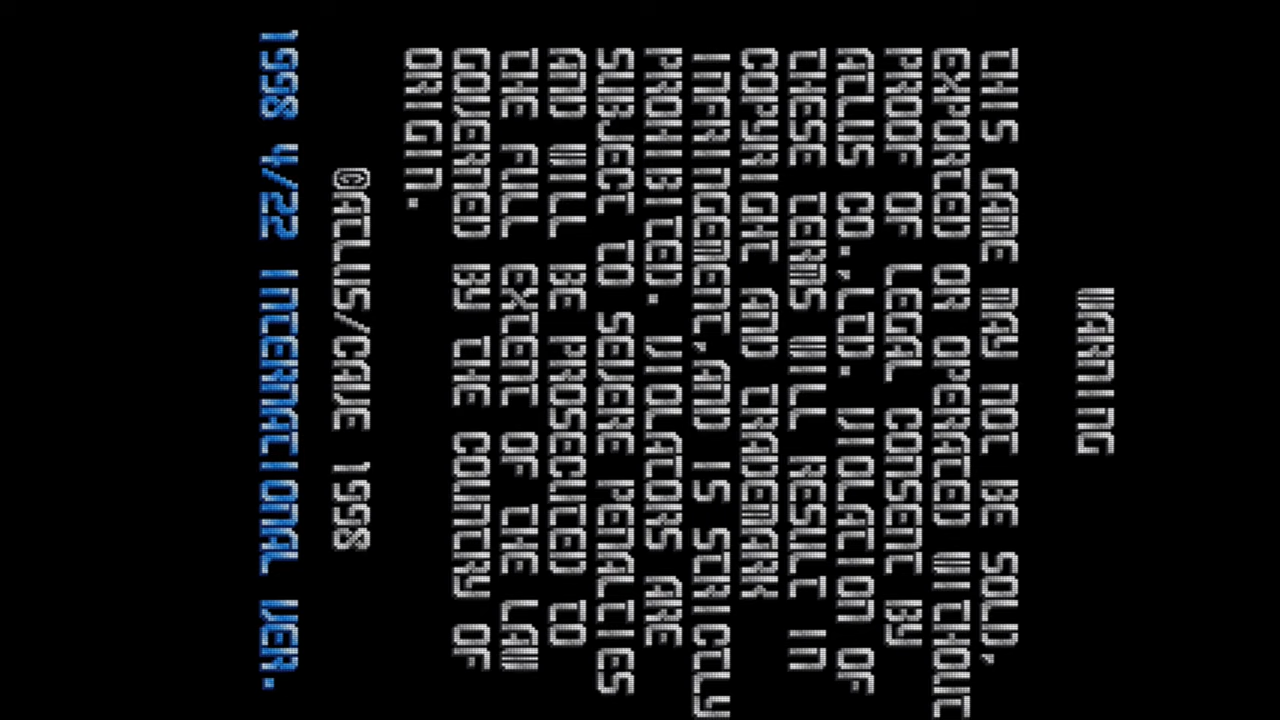 WARNING
THIS GAME MAY NOT BE SOLD,
EXPORTED OR OPERATED WITHOUT
PROOF OF LEGAL CONSENT BY
ATLUS CO.,LTD. VIOLATION OF
THESE TERMS WILL RESULT IN
COPYRIGHT AND TRADEMARK
INFRINGEMENT,AND IS STRICTLY
PROHIBITED. VIOLATORS ARE
SUBJECT TO SEVERE PENALTIES
AND WILL BE PROSECUTED TO
THE FULL EXTENT OF THE LAW
GOVERNED BY THE COUNTRY OF
ORIGIN.
©ATLUS/CAVE 1998
1998 4/22 INTERNATIONAL VER.